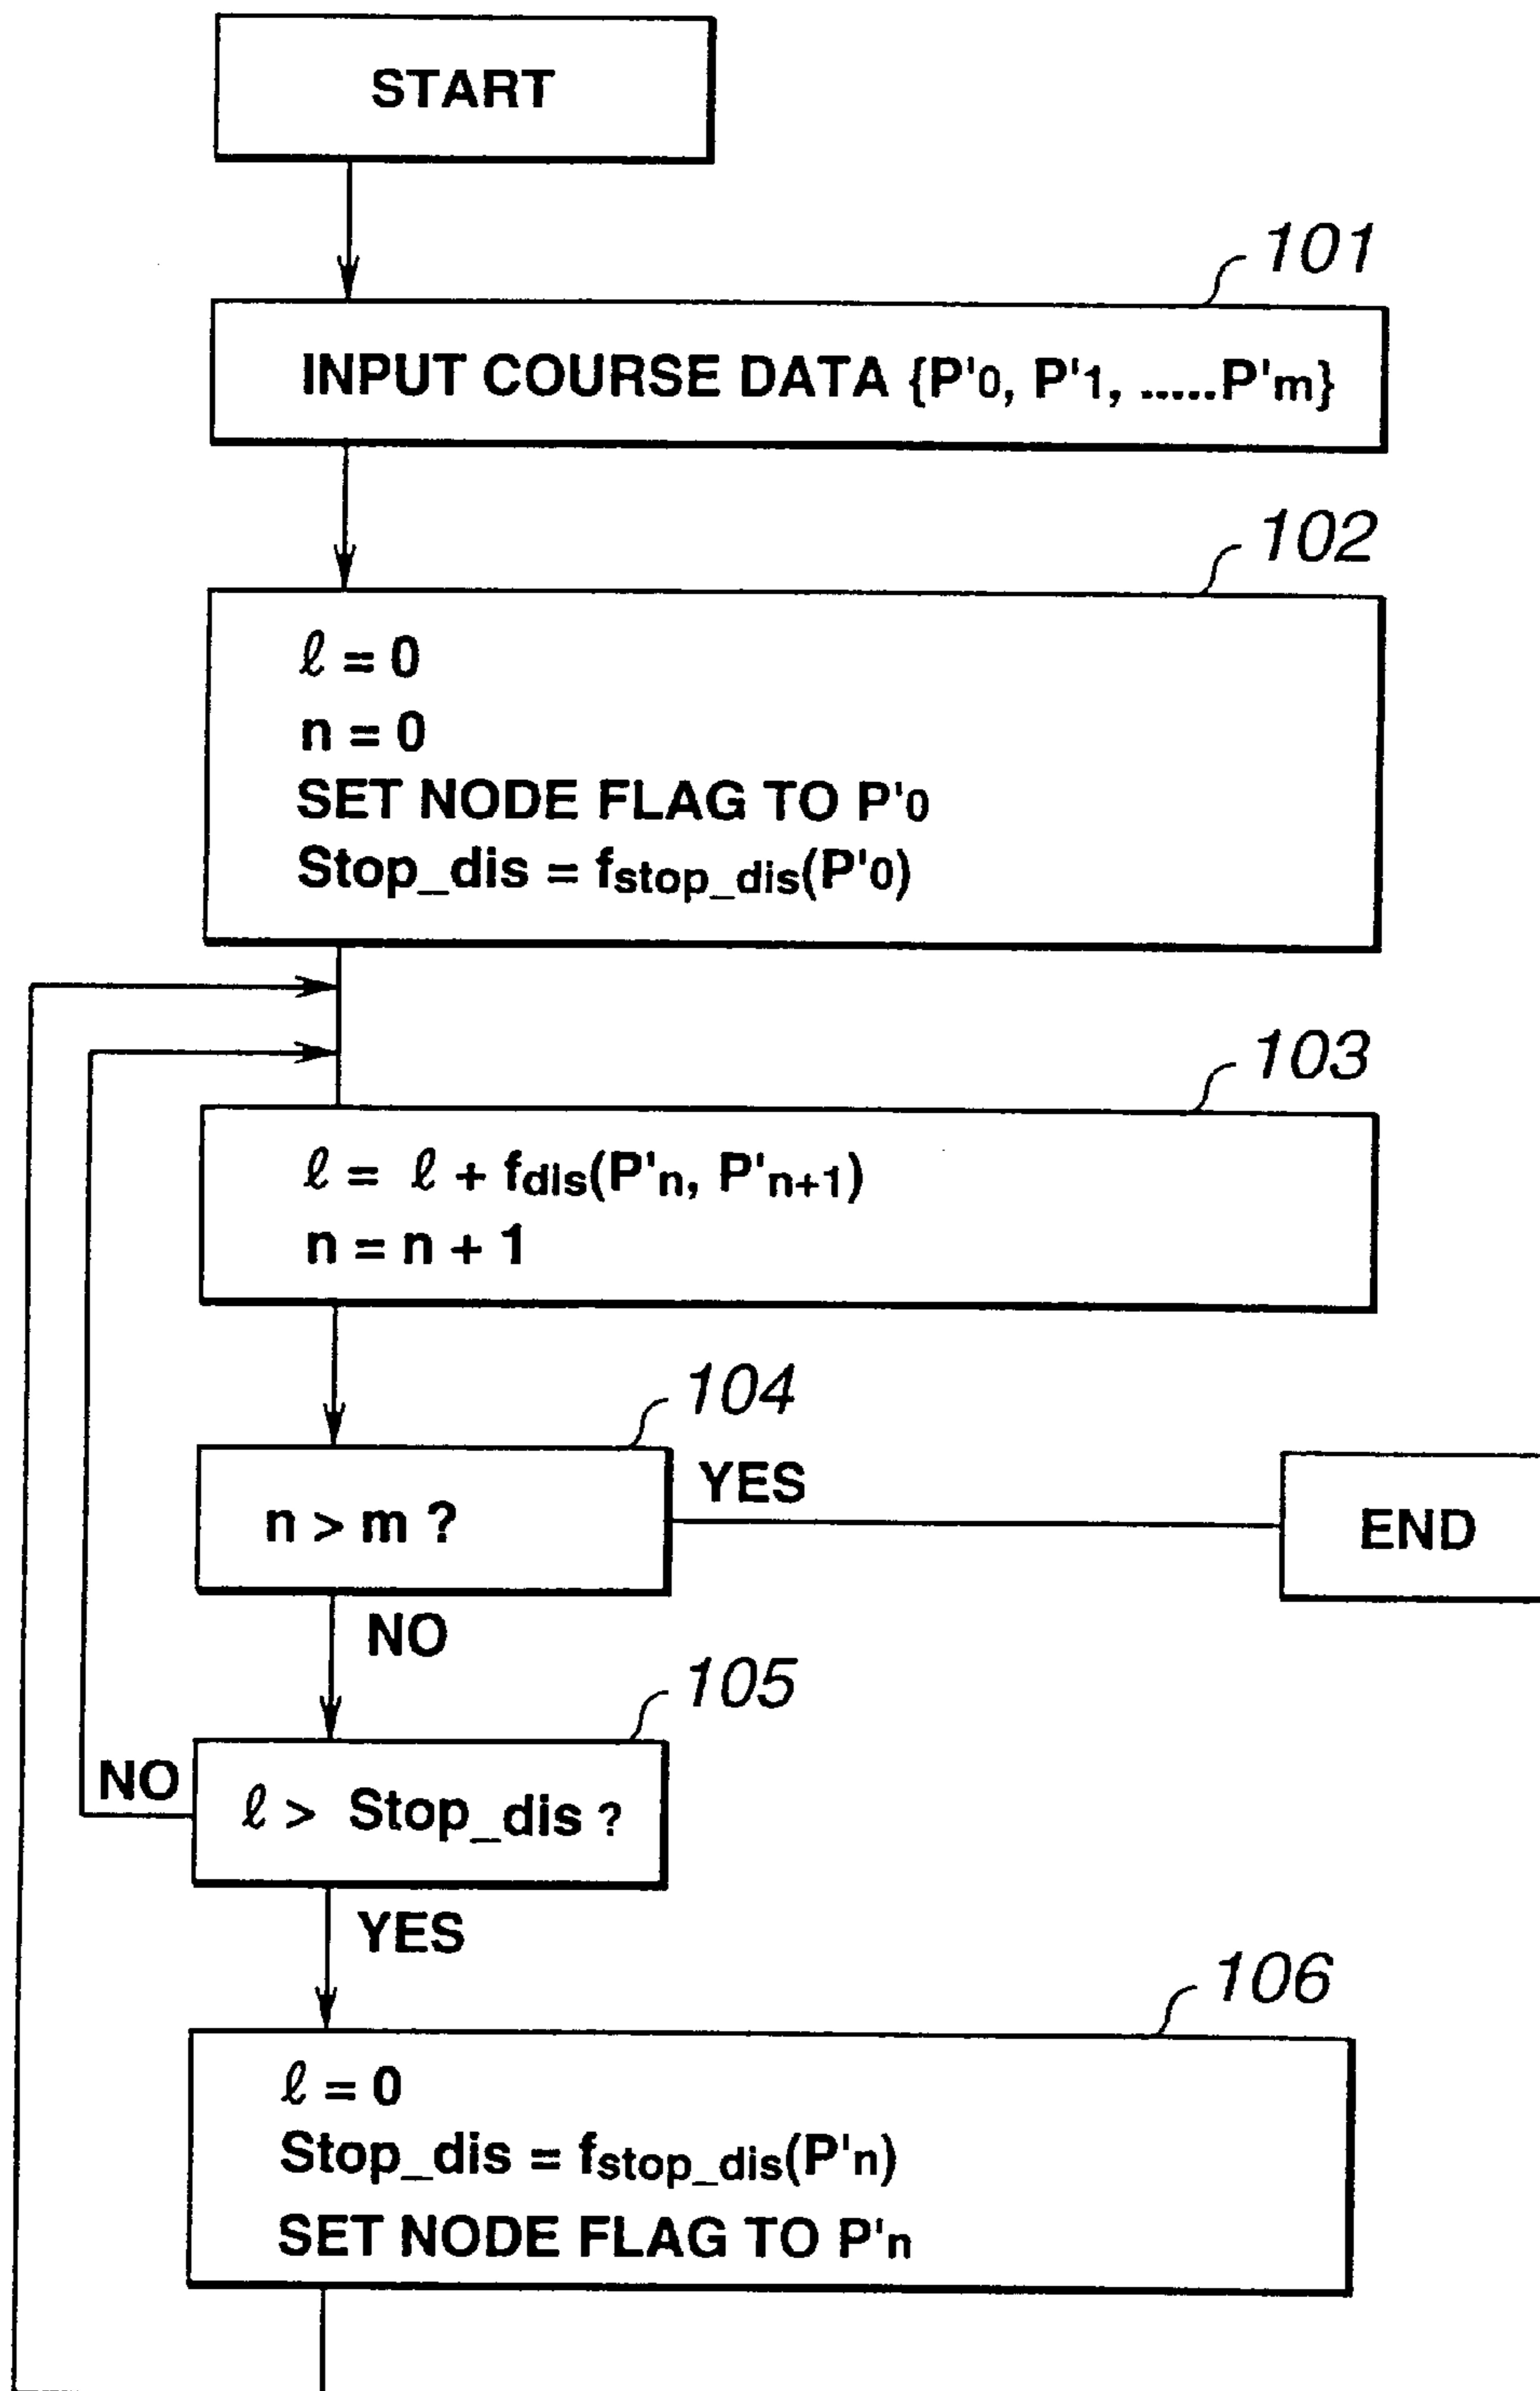 START
101
INPUT COURSE DATA {P'0, P'1, .....P'm}
102
ℓ = 0
n = 0
SET NODE FLAG TO P'0
Stop_dis = fstop_dis(P'0)
103
ℓ = ℓ + fdis(P'n, P'n+1)
n = n + 1
104
n > m ?
YES
END
NO
105
NO
ℓ > Stop_dis ?
YES
106
ℓ = 0
Stop_dis = fstop_dis(P'n)
SET NODE FLAG TO P'n